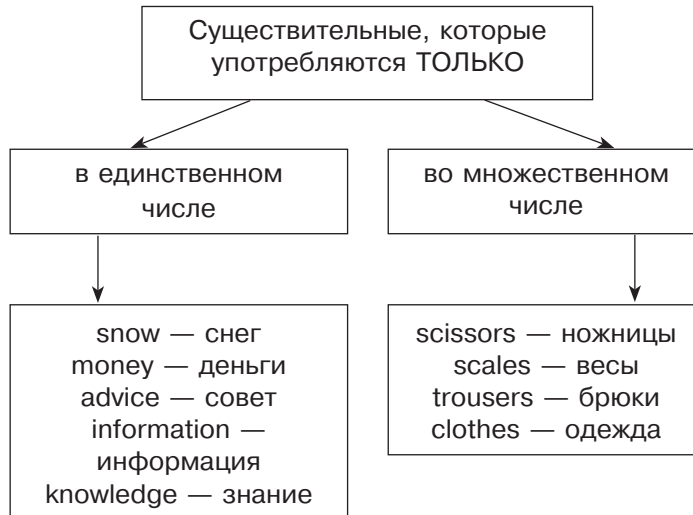 Существительные, которые
употребляются ТОЛЬКО
в единственном
числе
во множественном
числе
snow — снег
money — деньги
advice — совет
information —
информация
knowledge — знание
scissors — ножницы
scales — весы
trousers — брюки
clothes — одежда